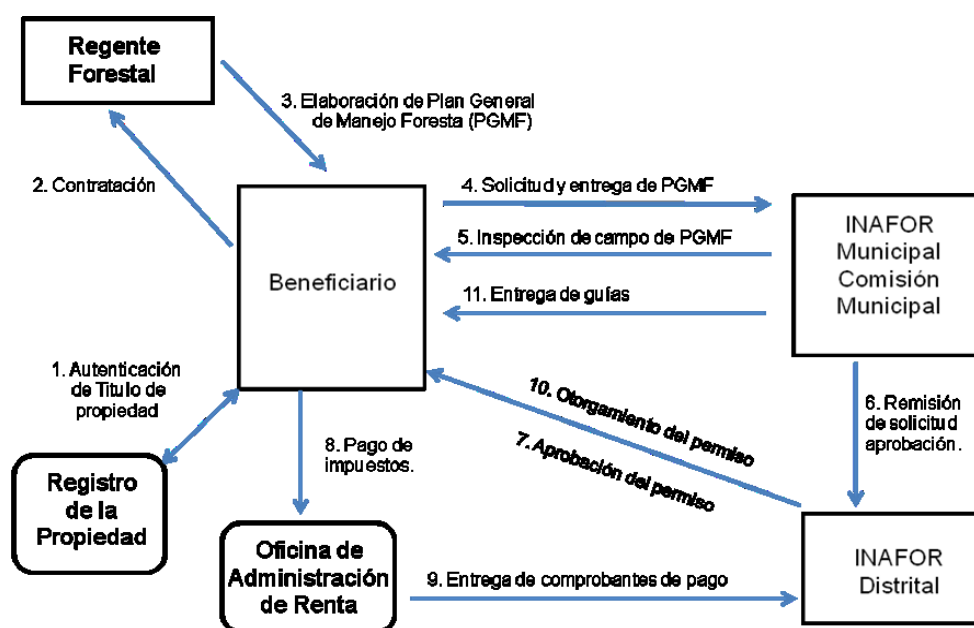 Regente
Forestal
3. Elaboración de Plan General
de Manejo Foresta (PGMF)
2. Contratación
4. Solicitud y entrega de PGMF
5. Inspección de campo de PGMF
11. Entrega de guías
Beneficiario
INAFOR
Municipal
Comisión
Municipal
1. Autenticación
de Titulo de
propiedad
10. Otorgamiento del permiso
7. Aprobación del permiso
6. Remisión
de solicitud
aprobación.
8. Pago de
impuestos.
Registro
de la
Propiedad
Oficina de
Administración
de Renta
9. Entrega de comprobantes de pago
INAFOR
Distrital